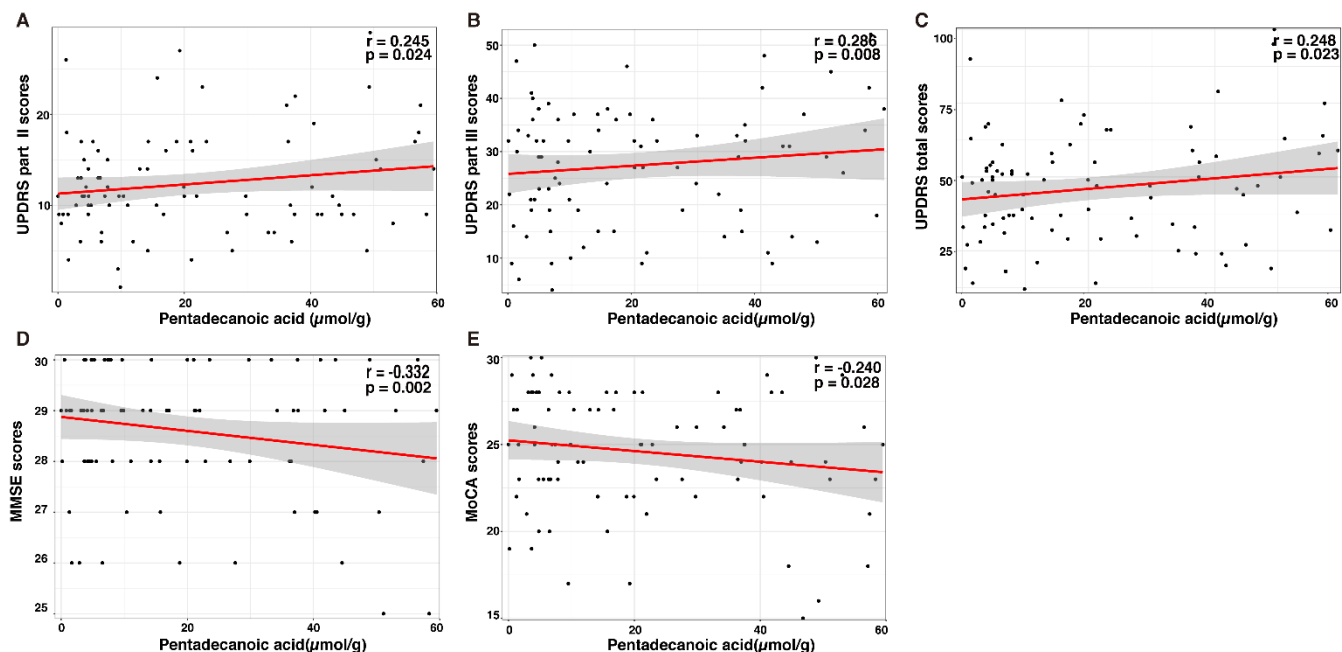 A
r = 0.245
p = 0.024
UPDRS part II scores
20
10
0
20
40
60
Pentadecanoic acid (µmol/g)
B
r = 0.286
p = 0.008
UPDRS part III scores
50
40
30
20
10
0
20
40
60
Pentadecanoic acid(µmol/g)
C
r = 0.248
p = 0.023
UPDRS total scores
100
75
50
25
0
20
40
60
Pentadecanoic acid(µmol/g)
D
r = -0.332
p = 0.002
MMSE scores
30
29
28
27
26
25
0
20
40
60
Pentadecanoic acid(µmol/g)
E
r = -0.240
p = 0.028
MoCA scores
30
25
20
15
0
20
40
60
Pentadecanoic acid(µmol/g)